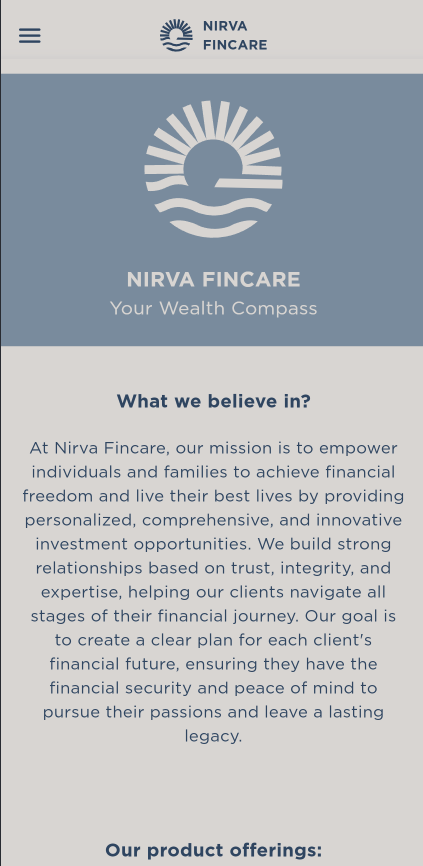 NIRVA
FINCARE
NIRVA FINCARE
Your Wealth Compass
What we believe in?
At Nirva Fincare, our mission is to empower
individuals and families to achieve financial
freedom and live their best lives by providing
personalized, comprehensive, and innovative
investment opportunities. We build strong
relationships based on trust, integrity, and
expertise, helping our clients navigate all
stages of their financial journey. Our goal is
to create a clear plan for each client's
financial future, ensuring they have the
financial security and peace of mind to
pursue their passions and leave a lasting
legacy.
Our product offerings: